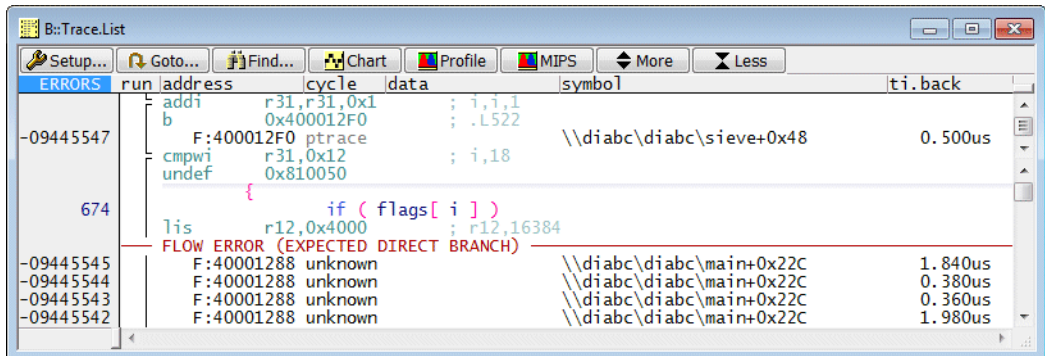 B::Trace.List
Setup... Goto... Find... Chart Profile MIPS More Less
ERRORS run address cycle data symbol ti.back
addi r31,r31,0x1 ; i,i,1
b 0x400012F0 ; .L522
-09445547 F:400012F0 ptrace \\diabc\diabc\sieve+0x48 0.500us
cmpwi r31,0x12 ; i,18
undef 0x810050
{
674 if ( flags[ i ] )
lis r12,0x4000 ; r12,16384
FLOW ERROR (EXPECTED DIRECT BRANCH)
-09445545 F:40001288 unknown \\diabc\diabc\main+0x22C 1.840us
-09445544 F:40001288 unknown \\diabc\diabc\main+0x22C 0.380us
-09445543 F:40001288 unknown \\diabc\diabc\main+0x22C 0.360us
-09445542 F:40001288 unknown \\diabc\diabc\main+0x22C 1.980us